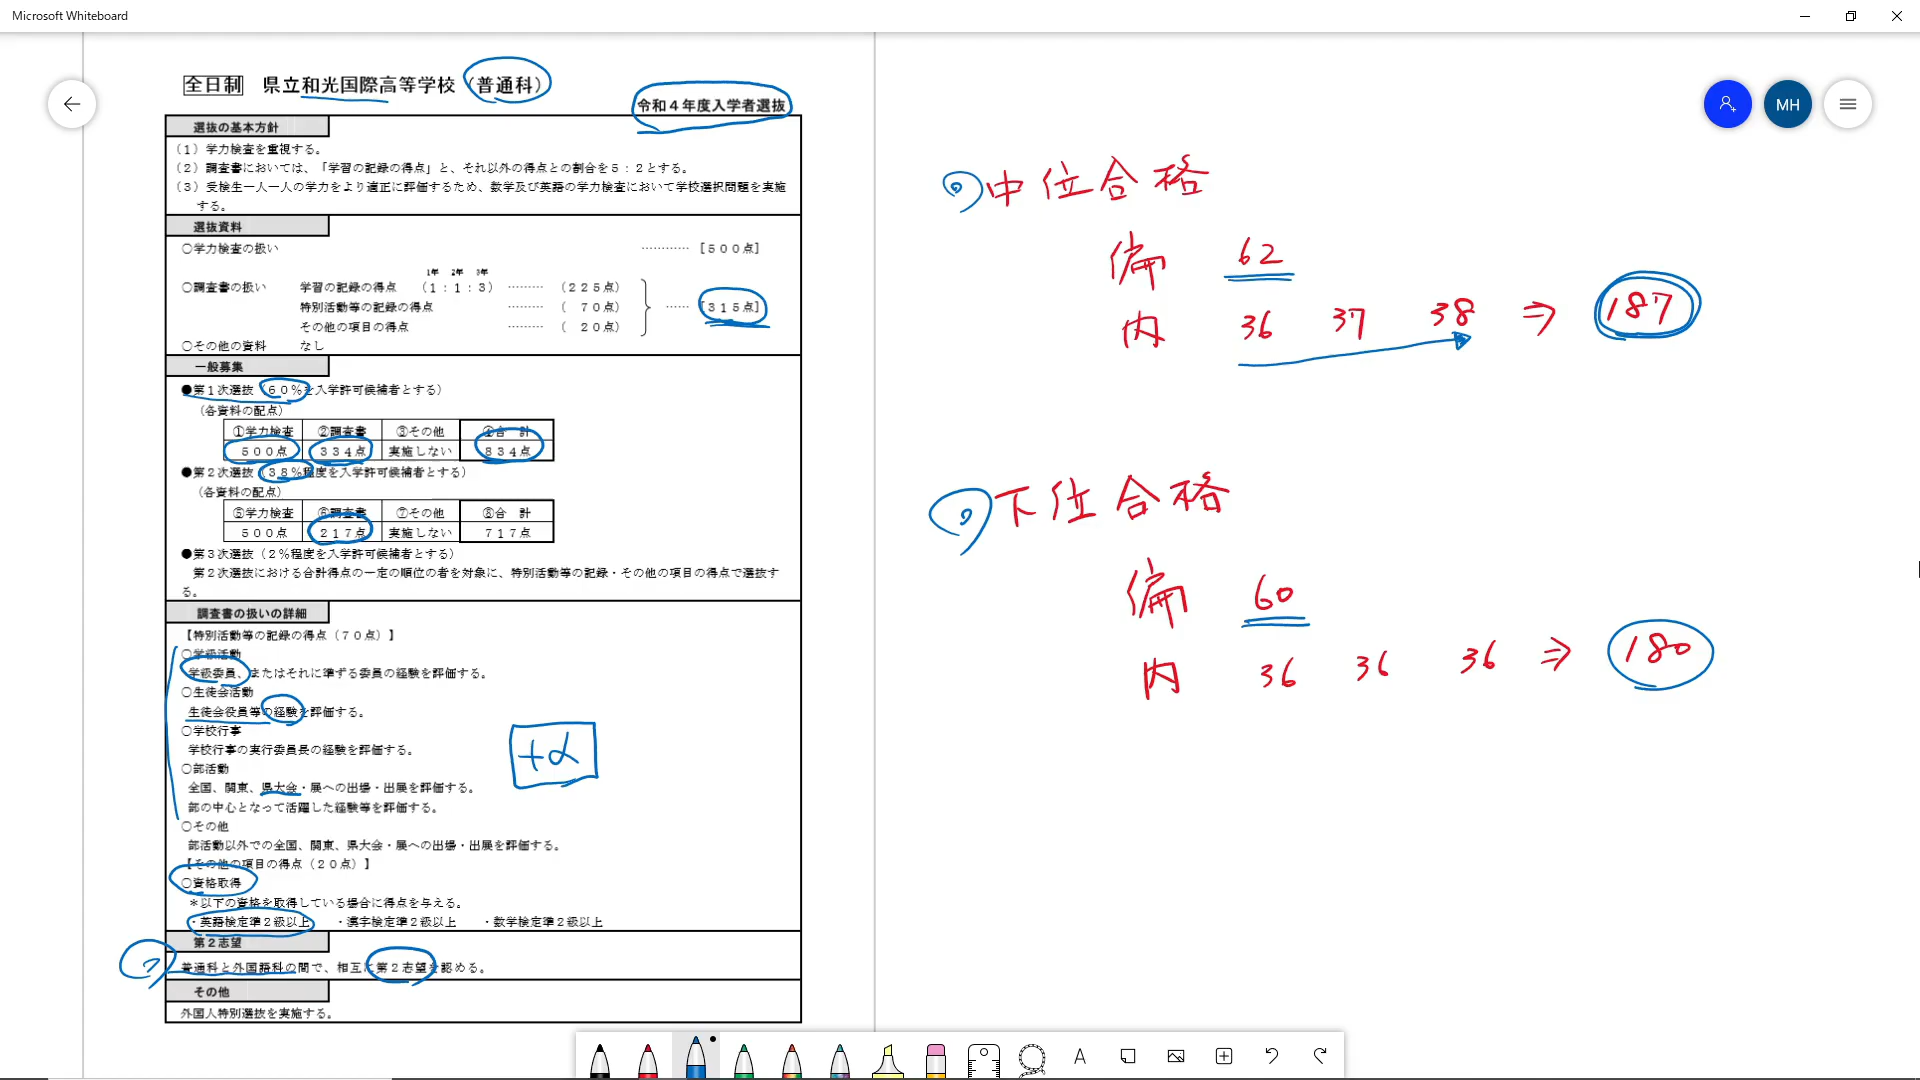 Microsoft Whiteboard
全日制 県立和光国際高等学校（普通科）
令和４年度入学者選抜
選抜の基本方針
（１）学力検査を重視する。
（２）調査書においては、「学習の記録の得点」と、それ以外の得点との割合を５：２とする。
（３）受検生一人一人の学力をより適正に評価するため、数学及び英語の学力検査において学校選択問題を実施
する。
選抜資料
○学力検査の扱い ………… ［５００点］
1年 2年 3年
○調査書の扱い 学習の記録の得点 （１：１：３） ……… （２２５点）
特別活動等の記録の得点 ……… （ ７０点） …… ［３１５点］
その他の項目の得点 ……… （ ２０点）
○その他の資料 なし
一般募集
●第１次選抜（６０％を入学許可候補者とする）
（各資料の配点）
①学力検査 ②調査書 ③その他 ④合 計
５００点 ３３４点 実施しない ８３４点
●第２次選抜（３８％程度を入学許可候補者とする）
（各資料の配点）
⑤学力検査 ⑥調査書 ⑦その他 ⑧合 計
５００点 ２１７点 実施しない ７１７点
●第３次選抜（２％程度を入学許可候補者とする）
第２次選抜における合計得点の一定の順位の者を対象に、特別活動等の記録・その他の項目の得点で選抜す
る。
調査書の扱いの詳細
【特別活動等の記録の得点（７０点）】
○学級活動
学級委員、またはそれに準ずる委員の経験を評価する。
○生徒会活動
生徒会役員等の経験を評価する。
○学校行事
学校行事の実行委員長の経験を評価する。
○部活動
全国、関東、県大会・展への出場・出展を評価する。
部の中心となって活躍した経験等を評価する。
○その他
部活動以外での全国、関東、県大会・展への出場・出展を評価する。
【その他の項目の得点（２０点）】
○資格取得
＊以下の資格を取得している場合に得点を与える。
・英語検定準２級以上 ・漢字検定準２級以上 ・数学検定準２級以上
第２志望
普通科と外国語科の間で、相互に第２志望を認める。
その他
外国人特別選抜を実施する。
+α
MH
中位合格
偏 62
内 36 37 38 ⇒ 187
下位合格
偏 60
内 36 36 36 ⇒ 180
A